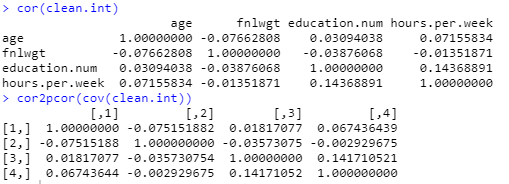 > cor(clean.int)
age fnlwgt education.num hours.per.week
age 1.00000000 -0.07662808 0.03094038 0.07155834
fnlwgt -0.07662808 1.00000000 -0.03876068 -0.01351871
education.num 0.03094038 -0.03876068 1.00000000 0.14368891
hours.per.week 0.07155834 -0.01351871 0.14368891 1.00000000
> cor2pcor(cov(clean.int))
[,1] [,2] [,3] [,4]
[1,] 1.00000000 -0.075151882 0.01817077 0.067436439
[2,] -0.07515188 1.000000000 -0.03573075 -0.002929675
[3,] 0.01817077 -0.035730754 1.00000000 0.141710521
[4,] 0.06743644 -0.002929675 0.14171052 1.000000000